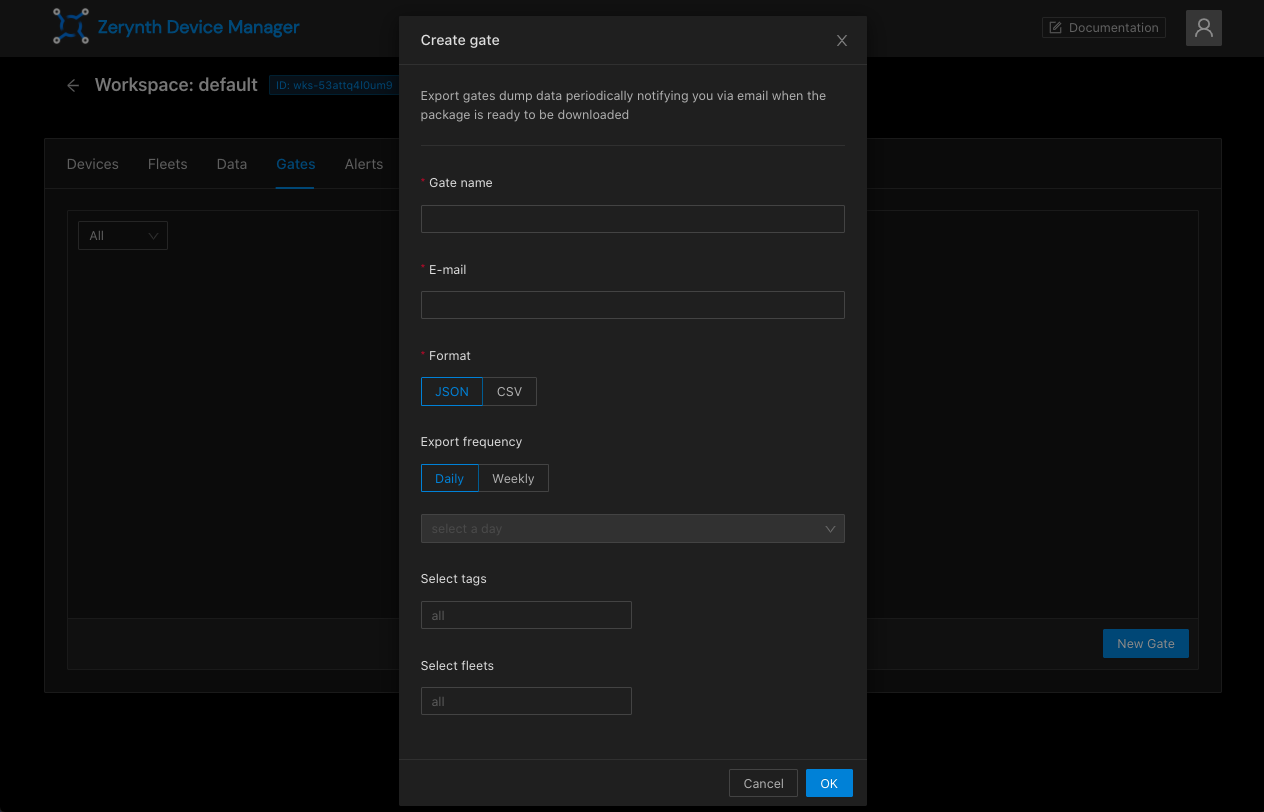 Zerynth Device Manager
Documentation
Workspace: default
ID: wks-53attq4l0um9
Devices
Fleets
Data
Gates
Alerts
All
New Gate
Create gate
Export gates dump data periodically notifying you via email when the
package is ready to be downloaded
* Gate name
* E-mail
* Format
JSON
CSV
Export frequency
Daily
Weekly
select a day
Select tags
all
Select fleets
all
Cancel
OK